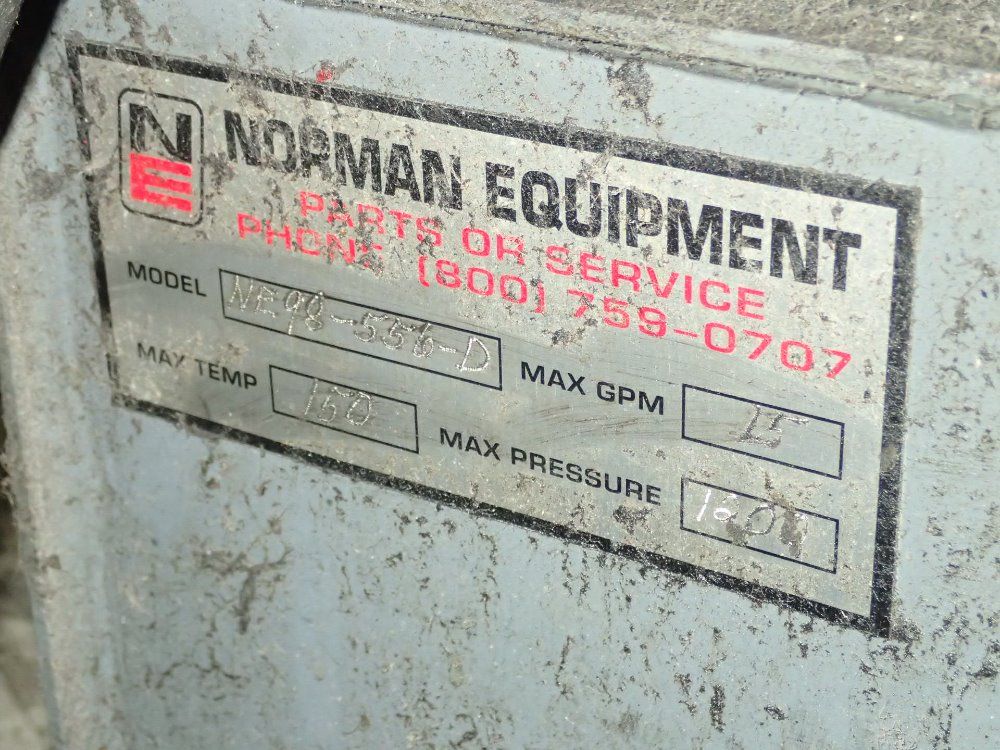 NE NORMAN EQUIPMENT
PARTS OR SERVICE
PHONE (800) 759-0707
MODEL NE98-556-D
MAX GPM 15
MAX TEMP 150
MAX PRESSURE